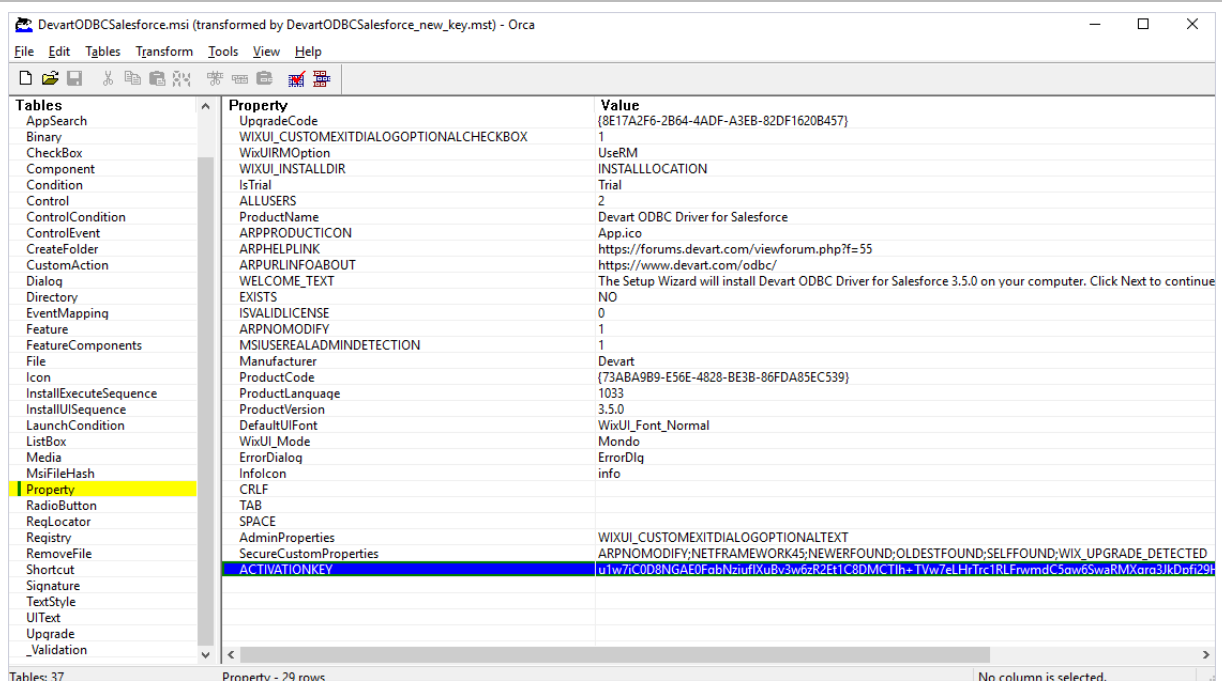 DevartODBCSalesforce.msi (transformed by DevartODBCSalesforce_new_key.mst) - Orca
File Edit Tables Transform Tools View Help
Tables Property Value
AppSearch UpgradeCode {8E17A2F6-2B64-4ADF-A3EB-82DF1620B457}
Binary WIXUI_CUSTOMEXITDIALOGOPTIONALCHECKBOX 1
CheckBox WixUIRMOption UseRM
Component WIXUI_INSTALLDIR INSTALLLOCATION
Condition IsTrial Trial
Control ALLUSERS 2
ControlCondition ProductName Devart ODBC Driver for Salesforce
ControlEvent ARPPRODUCTICON App.ico
CreateFolder ARPHELPLINK https://forums.devart.com/viewforum.php?f=55
CustomAction ARPURLINFOABOUT https://www.devart.com/odbc/
Dialog WELCOME_TEXT The Setup Wizard will install Devart ODBC Driver for Salesforce 3.5.0 on your computer. Click Next to continue
Directory EXISTS NO
EventMapping ISVALIDLICENSE 0
Feature ARPNOMODIFY 1
FeatureComponents MSIUSEREALADMINDETECTION 1
File Manufacturer Devart
Icon ProductCode {73ABA9B9-E56E-4828-BE3B-86FDA85EC539}
InstallExecuteSequence ProductLanguage 1033
InstallUISequence ProductVersion 3.5.0
LaunchCondition DefaultUIFont WixUI_Font_Normal
ListBox WixUI_Mode Mondo
Media ErrorDialog ErrorDlg
MsiFileHash InfoIcon info
Property CRLF
RadioButton TAB
RegLocator SPACE
Registry AdminProperties WIXUI_CUSTOMEXITDIALOGOPTIONALTEXT
RemoveFile SecureCustomProperties ARPNOMODIFY;NETFRAMEWORK45;NEWERFOUND;OLDESTFOUND;SELFFOUND;WIX_UPGRADE_DETECTED
Shortcut ACTIVATIONKEY
Signature
TextStyle
UIText
Upgrade
_Validation
Tables: 37 Property - 29 rows No column is selected.